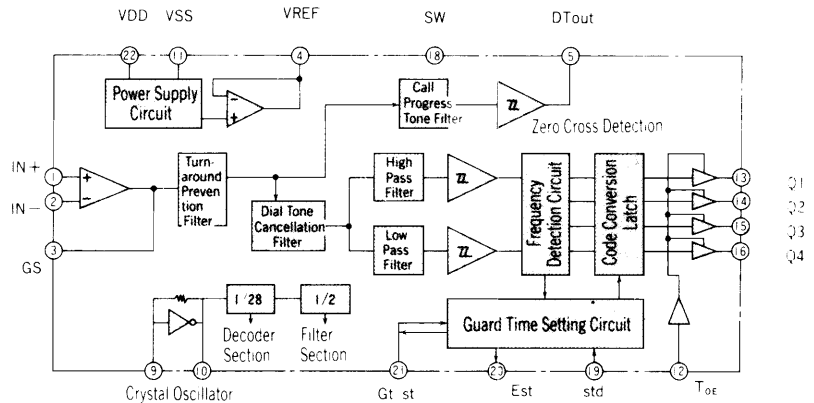 VDD VSS VREF SW DTout
22 11 4 18 5
Power Supply
Circuit
−
+
Call
Progress
Tone Filter
Zero Cross Detection
IN+
1
+
IN−
2
−
3
GS
Turn-
around
Preven
tion
Filter
Dial Tone
Cancellation
Filter
High
Pass
Filter
Low
Pass
Filter
Frequency
Detection Circuit
Code Conversion
Latch
13 Q1
14 Q2
15 Q3
16 Q4
1/28
1/2
Decoder
Section
Filter
Section
Guard Time Setting Circuit
9 10 21 20 19 12
Crystal Oscillator
Gt st Est std TOE